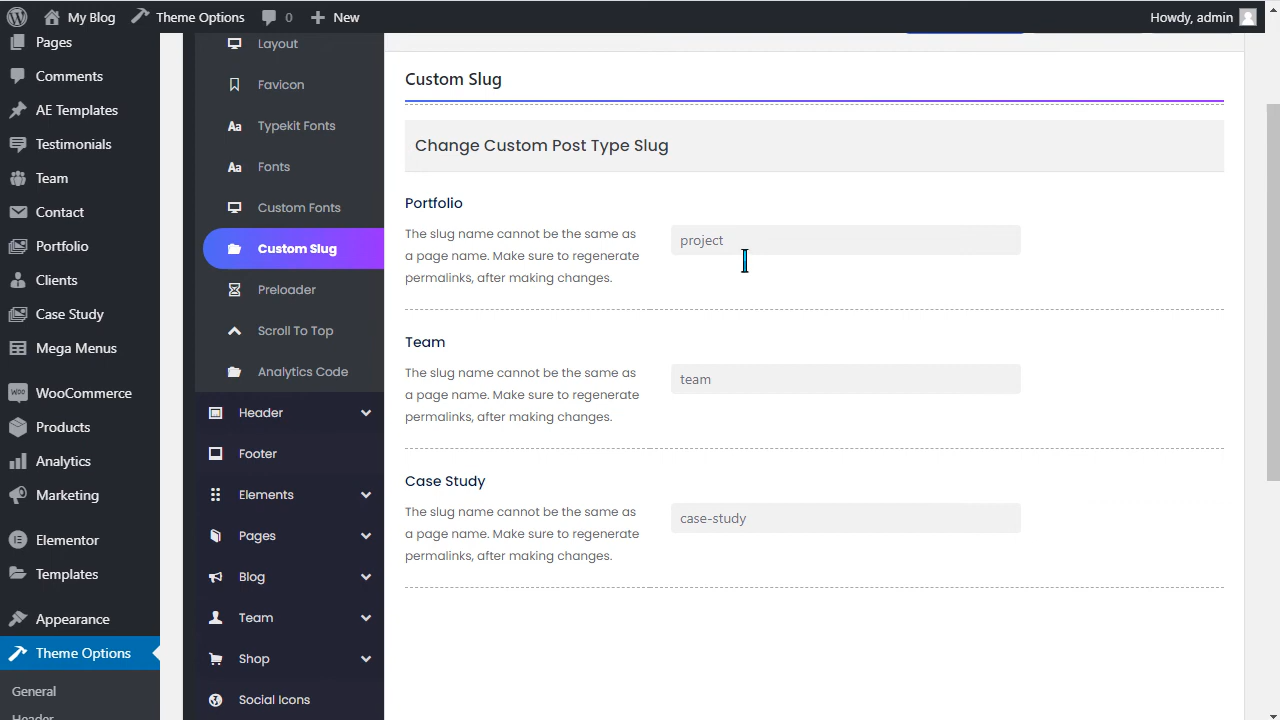 My Blog
Theme Options
0
New
Howdy, admin
Pages
Comments
AE Templates
Testimonials
Team
Contact
Portfolio
Clients
Case Study
Mega Menus
WooCommerce
Products
Analytics
Marketing
Elementor
Templates
Appearance
Theme Options
General
Header
Layout
Favicon
Aa Typekit Fonts
Aa Fonts
Custom Fonts
Custom Slug
Preloader
Scroll To Top
Analytics Code
Header
Footer
Elements
Pages
Blog
Team
Shop
Social Icons
Custom Slug
Change Custom Post Type Slug
Portfolio
The slug name cannot be the same as
a page name. Make sure to regenerate
permalinks, after making changes.
project
Team
The slug name cannot be the same as
a page name. Make sure to regenerate
permalinks, after making changes.
team
Case Study
The slug name cannot be the same as
a page name. Make sure to regenerate
permalinks, after making changes.
case-study